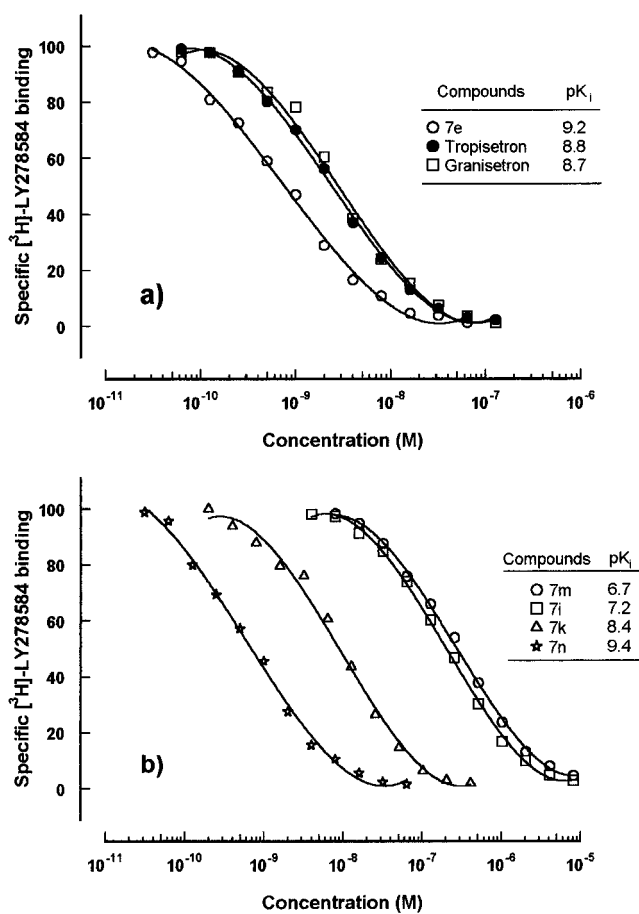 100
80
60
40
20
0
Specific [³H]-LY278584 binding
a)
Compounds pKᵢ
7e 9.2
Tropisetron 8.8
Granisetron 8.7
10⁻¹¹ 10⁻¹⁰ 10⁻⁹ 10⁻⁸ 10⁻⁷ 10⁻⁶
Concentration (M)
100
80
60
40
20
0
Specific [³H]-LY278584 binding
b)
Compounds pKᵢ
7m 6.7
7i 7.2
7k 8.4
7n 9.4
10⁻¹⁰ 10⁻⁹ 10⁻⁸ 10⁻⁷ 10⁻⁶ 10⁻⁵
Concentration (M)